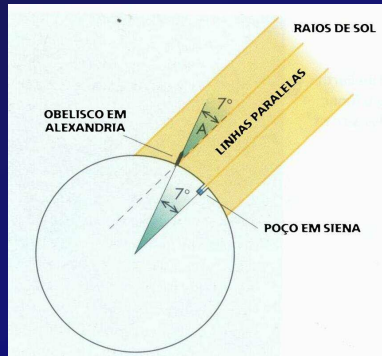 RAIOS DE SOL
OBELISCO EM
ALEXANDRIA
7°
A
LINHAS PARALELAS
7°
POÇO EM SIENA